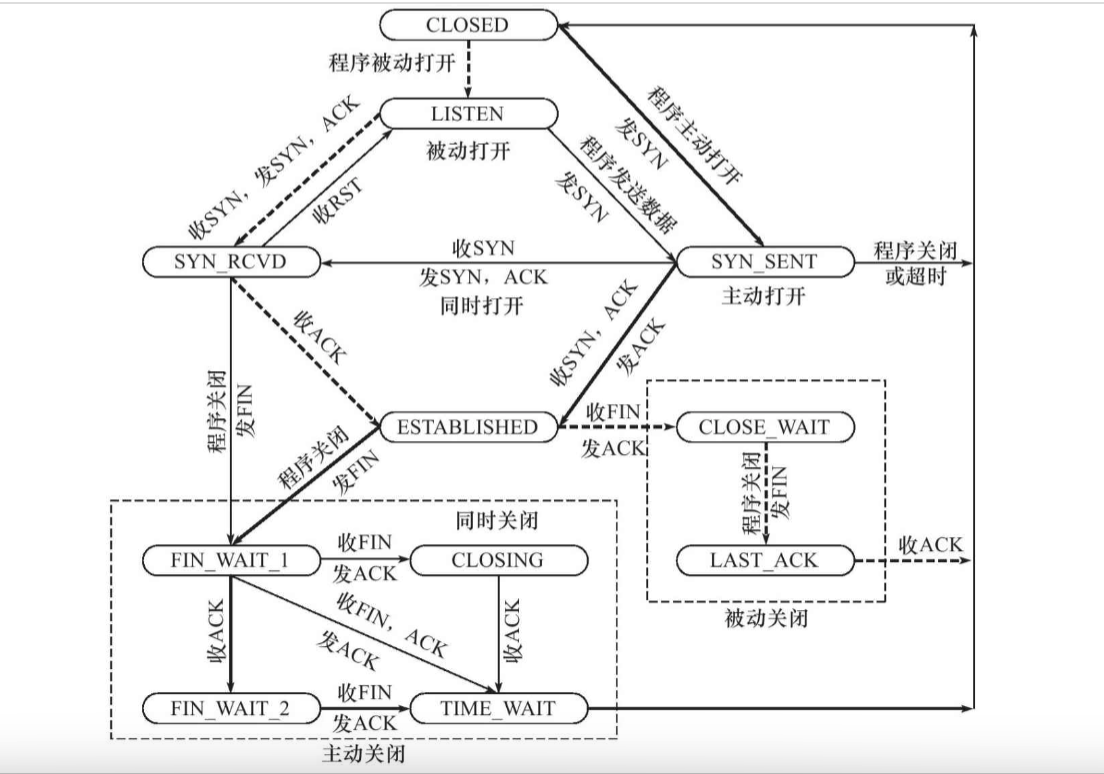 CLOSED
程序被动打开
LISTEN
被动打开
程序主动打开
发SYN
收SYN，发SYN，ACK
收RST
程序发送数据
发SYN
SYN_RCVD
收SYN
发SYN，ACK
同时打开
SYN_SENT
主动打开
程序关闭
或超时
收ACK
收SYN，ACK
发ACK
程序关闭
发FIN
ESTABLISHED
收FIN
发ACK
CLOSE_WAIT
程序关闭
发FIN
程序关闭
发FIN
同时关闭
FIN_WAIT_1
收FIN
发ACK
CLOSING
LAST_ACK
收ACK
被动关闭
收ACK
收FIN，ACK
发ACK
收ACK
FIN_WAIT_2
收FIN
发ACK
TIME_WAIT
主动关闭